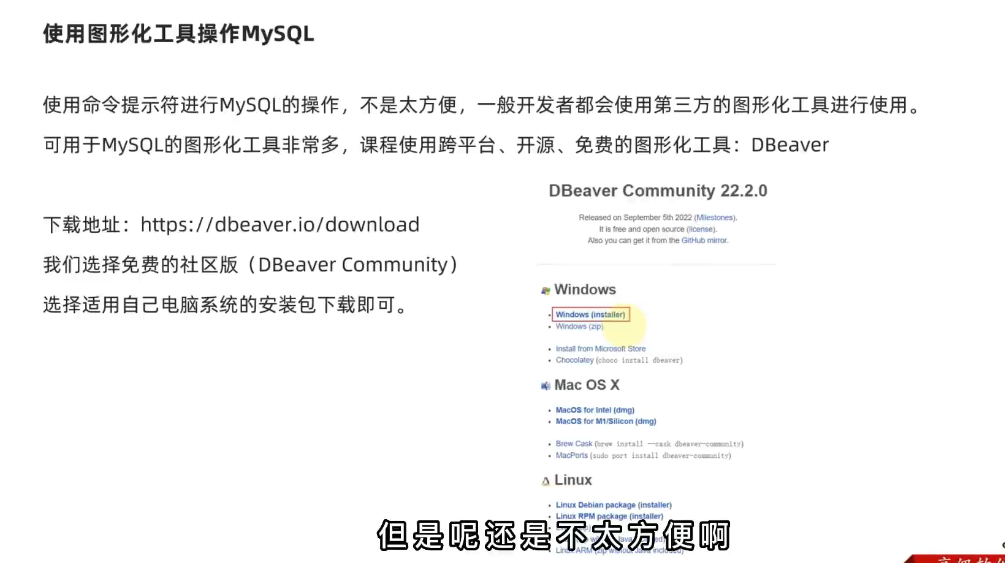 使用图形化工具操作MySQL
使用命令提示符进行MySQL的操作，不是太方便，一般开发者都会使用第三方的图形化工具进行使用。
可用于MySQL的图形化工具非常多，课程使用跨平台、开源、免费的图形化工具：DBeaver
下载地址：https://dbeaver.io/download
我们选择免费的社区版（DBeaver Community）
选择适用自己电脑系统的安装包下载即可。
DBeaver Community 22.2.0
Released on September 5th 2022 (Milestones).
It is free and open source (license).
Also you can get it from the GitHub mirror.
Windows
Windows (installer)
Windows (zip)
Install from Microsoft Store
Chocolatey (choco install dbeaver)
Mac OS X
MacOS for Intel (dmg)
MacOS for M1/Silicon (dmg)
Brew Cask (brew install --cask dbeaver-community)
MacPorts (sudo port install dbeaver-community)
Linux
Linux Debian package (installer)
Linux RPM package (installer)
但是呢还是不太方便啊